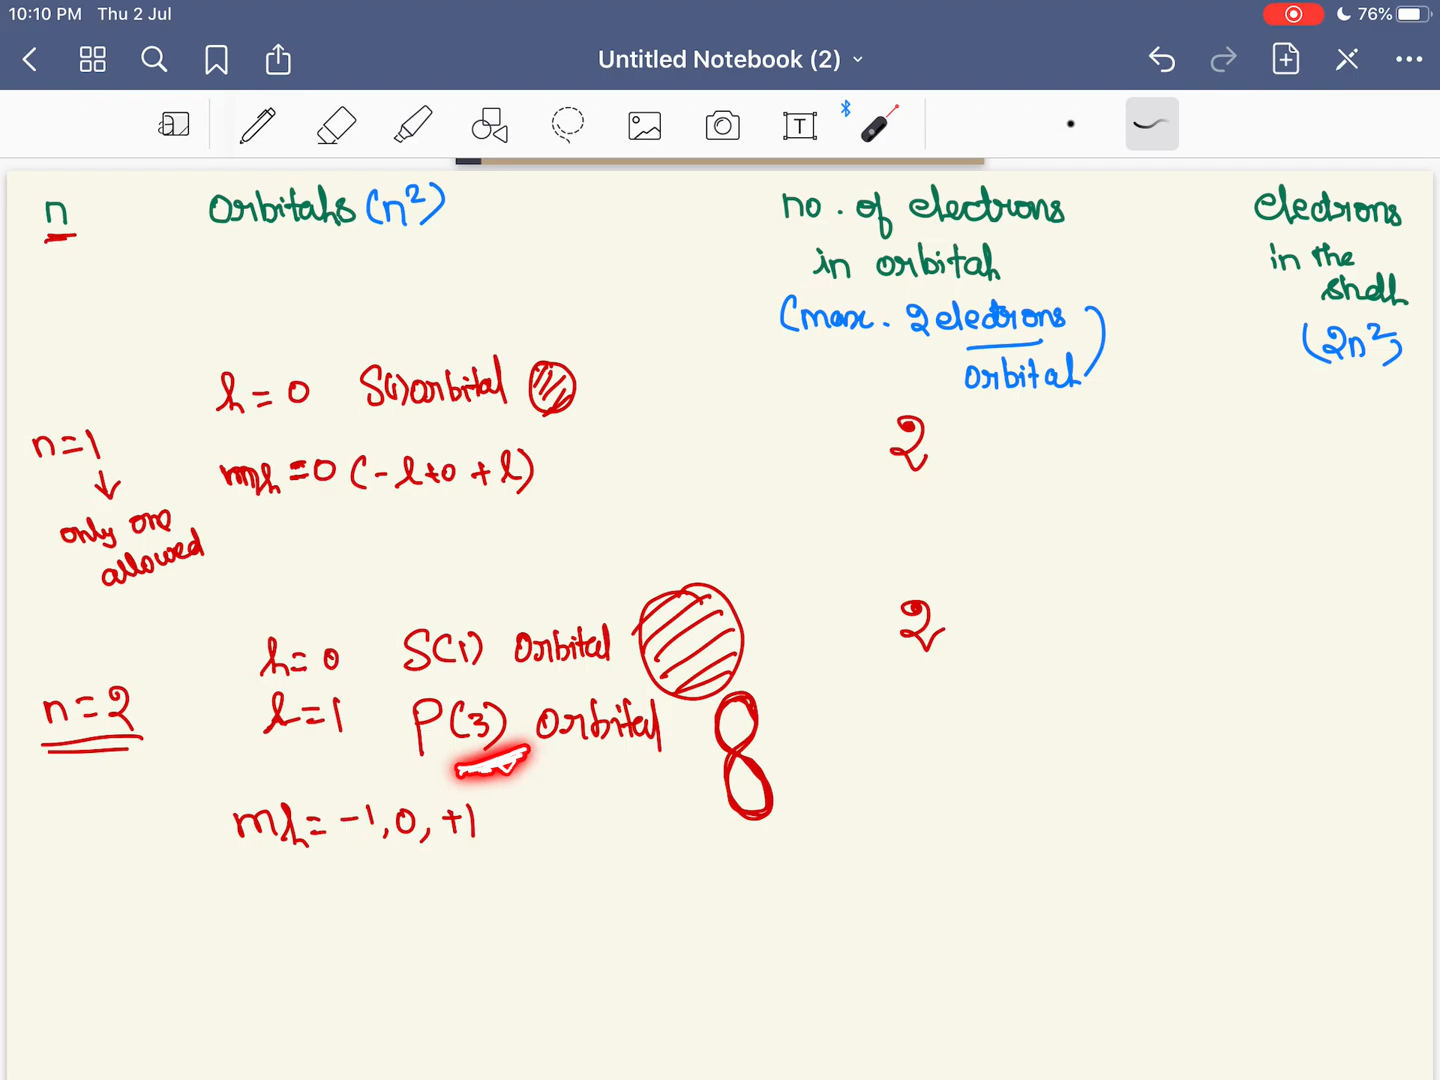 10:10 PM Thu 2 Jul
76%
Untitled Notebook (2)
T
n
orbitals (n²)
no. of electrons
in orbital
(max. 2 electrons
orbital)
electrons
in the
shell
(2n²)
l = 0 S(1) orbital
n=1
ml = 0 (-l to + l)
2
only one
allowed
l = 0 S(1) Orbital
2
n=2
l = 1 P(3) Orbital
ml = -1, 0, +1